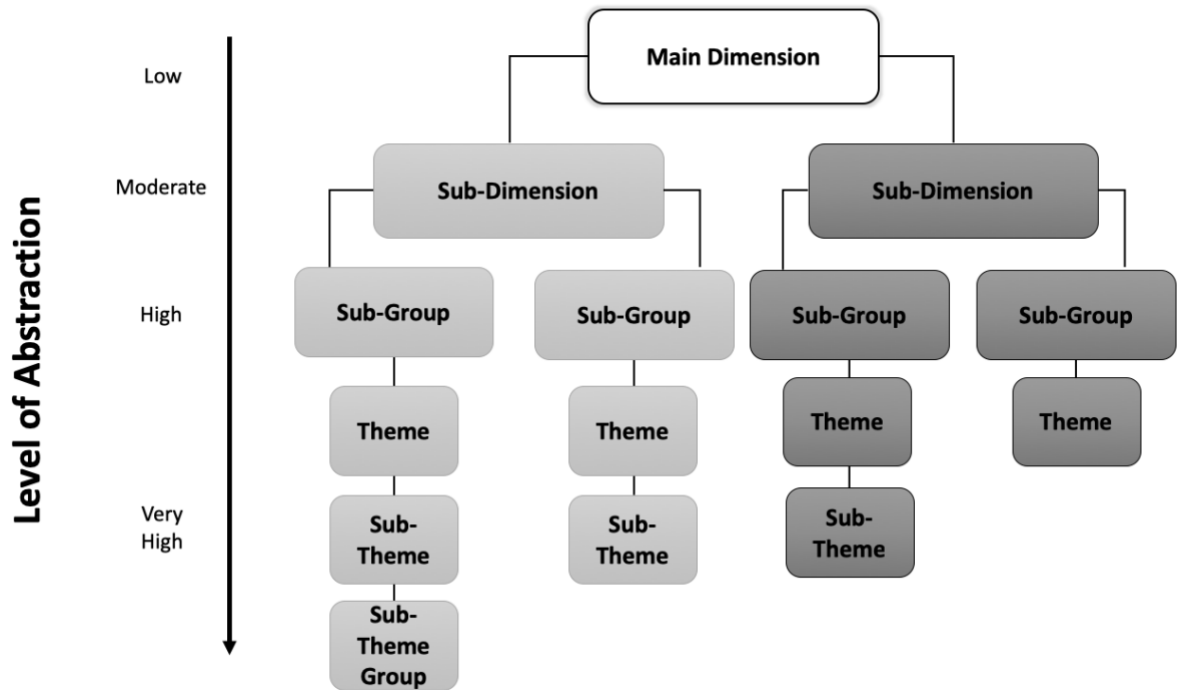 Level of Abstraction
Low
Moderate
High
Very
High
Main Dimension
Sub-Dimension
Sub-Dimension
Sub-Group
Sub-Group
Sub-Group
Sub-Group
Theme
Theme
Theme
Theme
Sub-
Theme
Sub-
Theme
Sub-
Theme
Sub-
Theme
Group